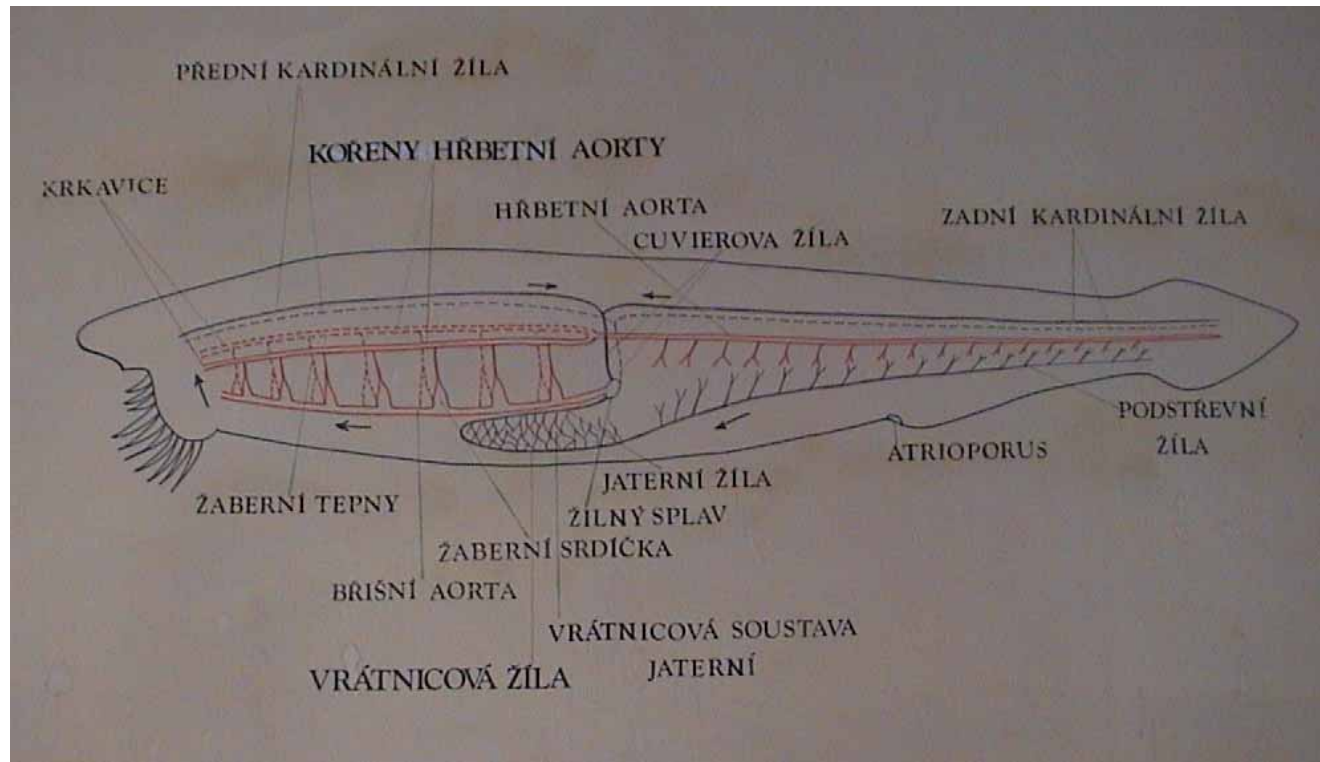 PŘEDNÍ KARDINÁLNÍ ŽÍLA
KOŘENY HŘBETNÍ AORTY
KRKAVICE
HŘBETNÍ AORTA
CUVIEROVA ŽÍLA
ZADNÍ KARDINÁLNÍ ŽÍLA
PODSTŘEVNÍ
ŽÍLA
ATRIOPORUS
JATERNÍ ŽÍLA
ŽILNÝ SPLAV
ŽABERNÍ TEPNY
ŽABERNÍ SRDÍČKA
BŘIŠNÍ AORTA
VRÁTNICOVÁ SOUSTAVA
JATERNÍ
VRÁTNICOVÁ ŽÍLA